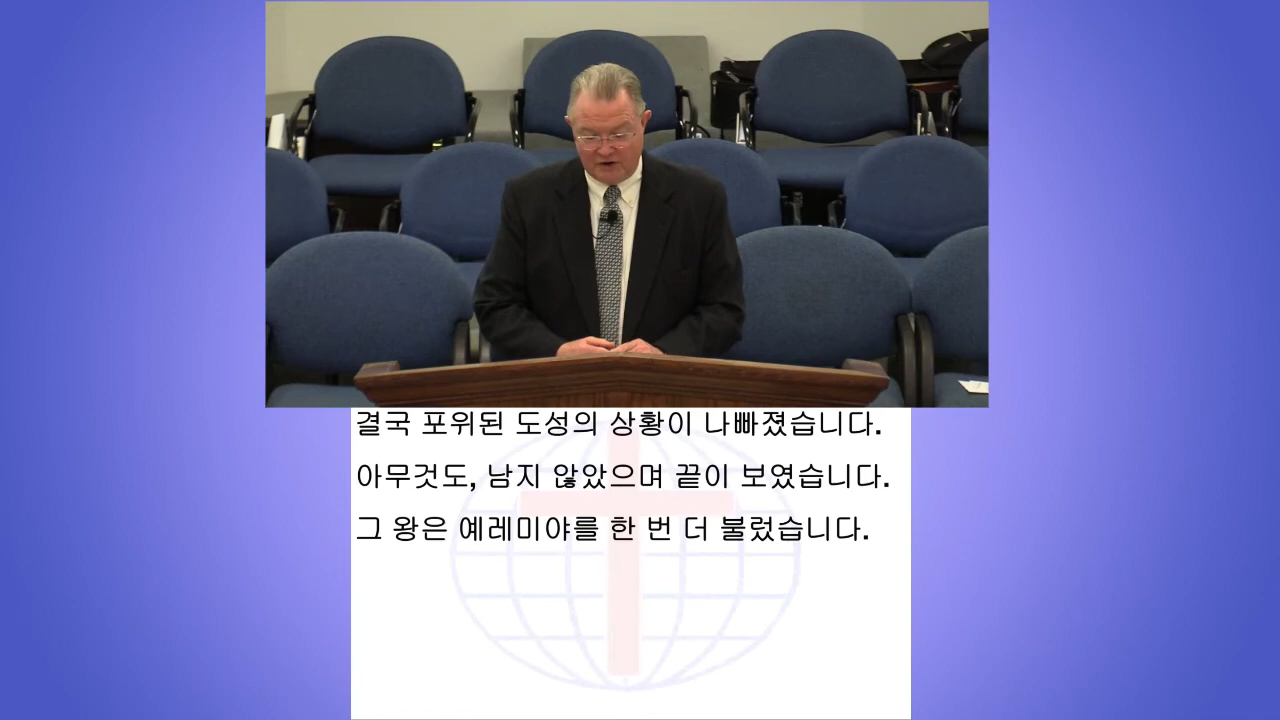 결국 포위된 도성의 상황이 나빠졌습니다.
아무것도, 남지 않았으며 끝이 보였습니다.
그 왕은 예레미야를 한 번 더 불렀습니다.